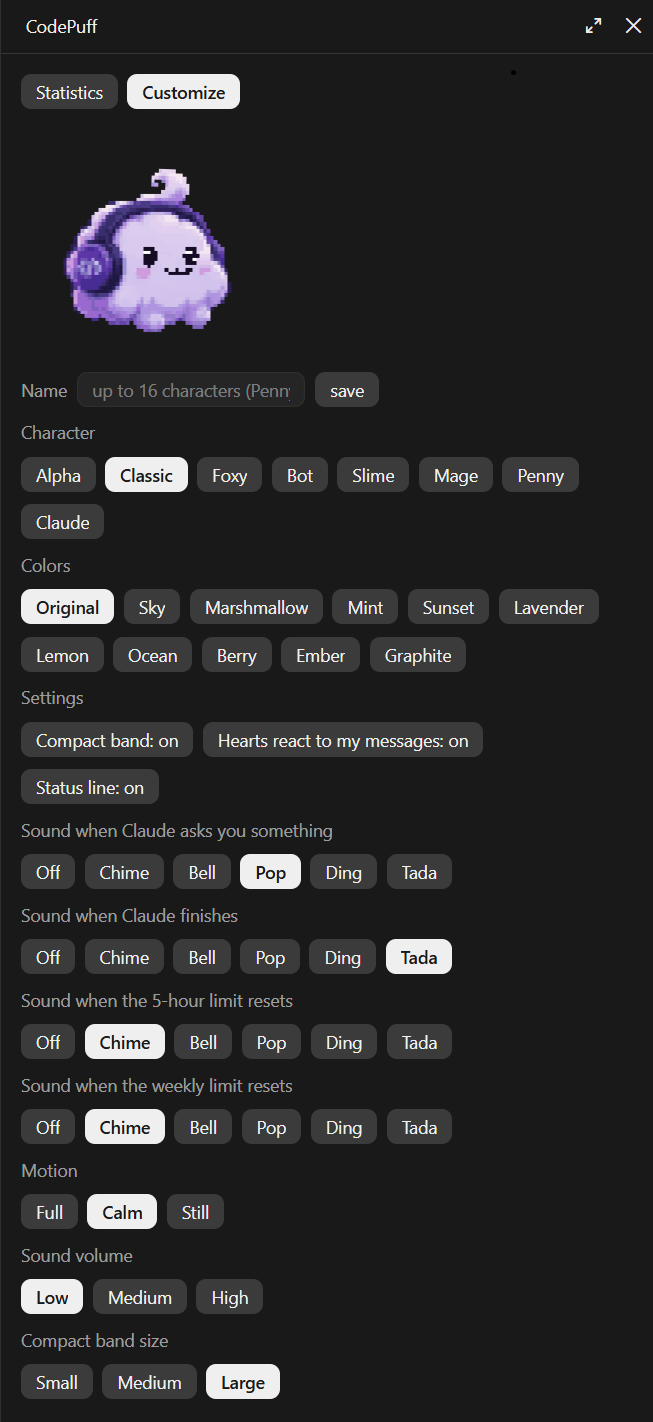 CodePuff
Statistics Customize
Name up to 16 characters (Penny save
Character
Alpha Classic Foxy Bot Slime Mage Penny
Claude
Colors
Original Sky Marshmallow Mint Sunset Lavender
Lemon Ocean Berry Ember Graphite
Settings
Compact band: on Hearts react to my messages: on
Status line: on
Sound when Claude asks you something
Off Chime Bell Pop Ding Tada
Sound when Claude finishes
Off Chime Bell Pop Ding Tada
Sound when the 5-hour limit resets
Off Chime Bell Pop Ding Tada
Sound when the weekly limit resets
Off Chime Bell Pop Ding Tada
Motion
Full Calm Still
Sound volume
Low Medium High
Compact band size
Small Medium Large